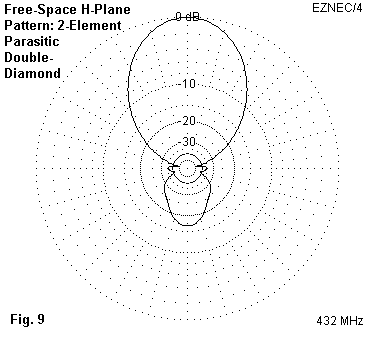 Free-Space H-Plane
Pattern: 2-Element
Parasitic
Double-
Diamond
EZNEC/4
0 dB
-10
-20
-30
Fig. 9
432 MHz